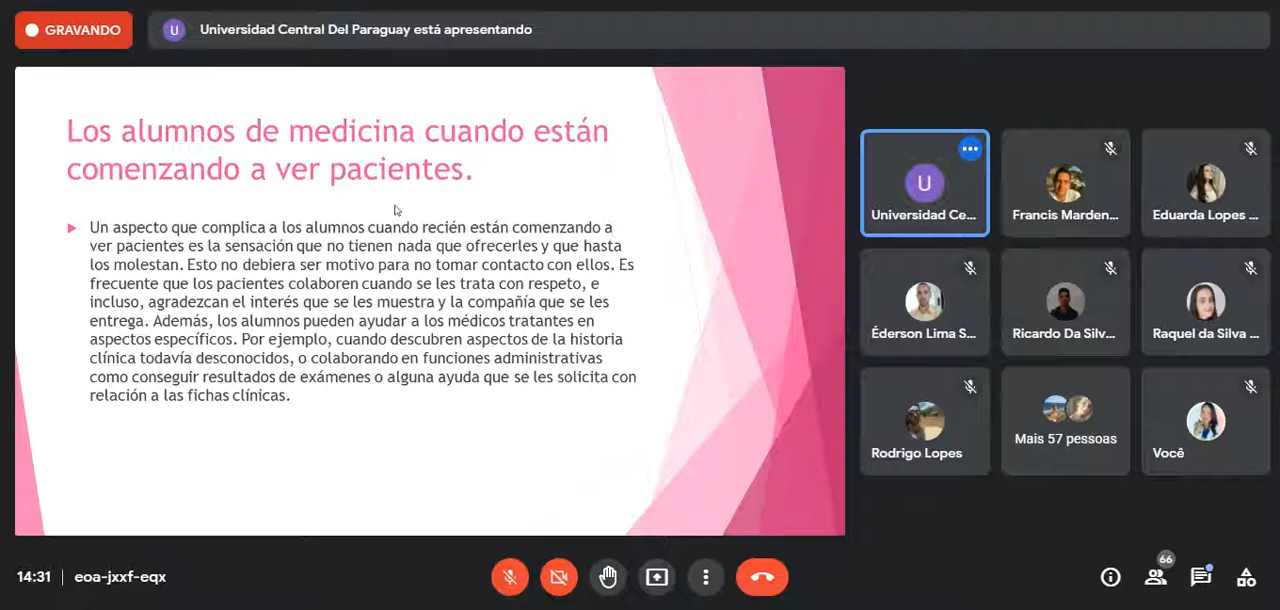 GRAVANDO
U
Universidad Central Del Paraguay está apresentando
Los alumnos de medicina cuando están
comenzando a ver pacientes.
Un aspecto que complica a los alumnos cuando recién están comenzando a
ver pacientes es la sensación que no tienen nada que ofrecerles y que hasta
los molestan. Esto no debiera ser motivo para no tomar contacto con ellos. Es
frecuente que los pacientes colaboren cuando se les trata con respeto, e
incluso, agradezcan el interés que se les muestra y la compañía que se les
entrega. Además, los alumnos pueden ayudar a los médicos tratantes en
aspectos específicos. Por ejemplo, cuando descubren aspectos de la historia
clínica todavía desconocidos, o colaborando en funciones administrativas
como conseguir resultados de exámenes o alguna ayuda que se les solicita con
relación a las fichas clínicas.
U
Universidad Ce...
Francis Marden...
Eduarda Lopes ...
Éderson Lima S...
Ricardo Da Silv...
Raquel da Silva ...
Rodrigo Lopes
Mais 57 pessoas
Você
14:31
eoa-jxxf-eqx
66